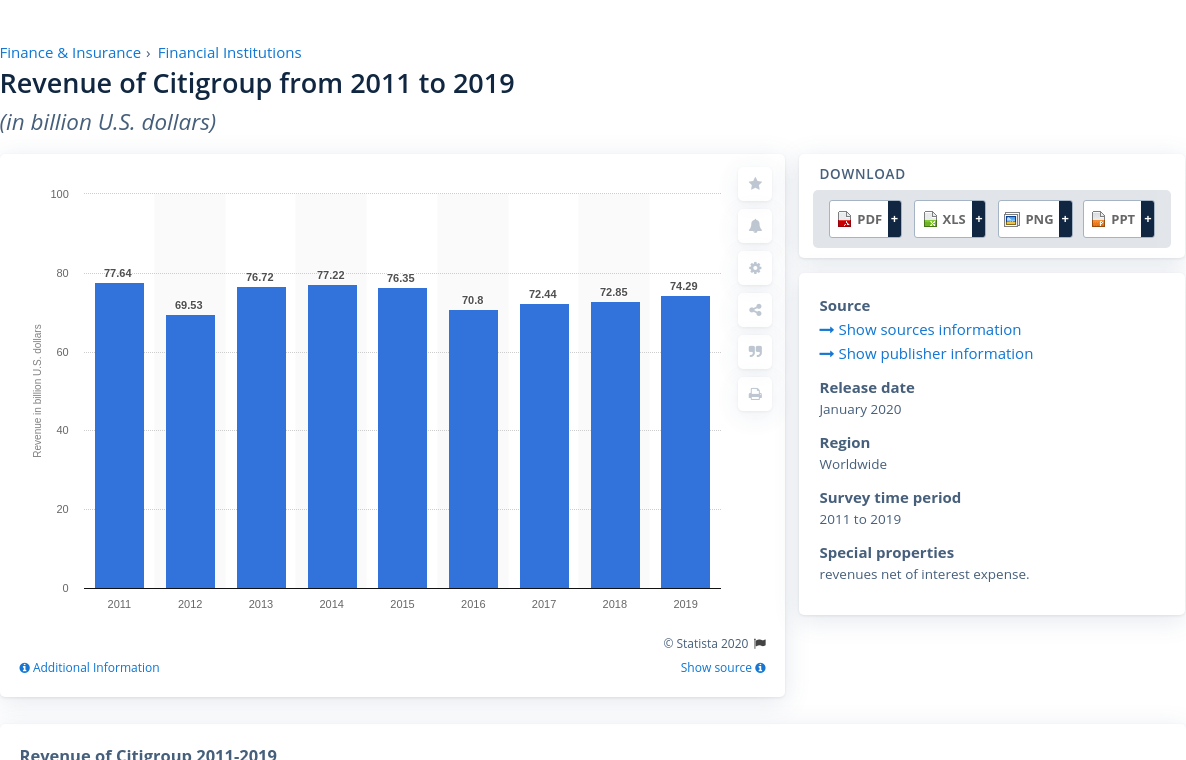 Finance & Insurance › Financial Institutions
Revenue of Citigroup from 2011 to 2019
(in billion U.S. dollars)
Revenue in billion U.S. dollars
100
80
60
40
20
0
77.64
69.53
76.72
77.22
76.35
70.8
72.44
72.85
74.29
2011
2012
2013
2014
2015
2016
2017
2018
2019
© Statista 2020
Additional Information
Show source
DOWNLOAD
PDF + XLS + PNG + PPT +
Source
Show sources information
Show publisher information
Release date
January 2020
Region
Worldwide
Survey time period
2011 to 2019
Special properties
revenues net of interest expense.
Revenue of Citigroup 2011-2019